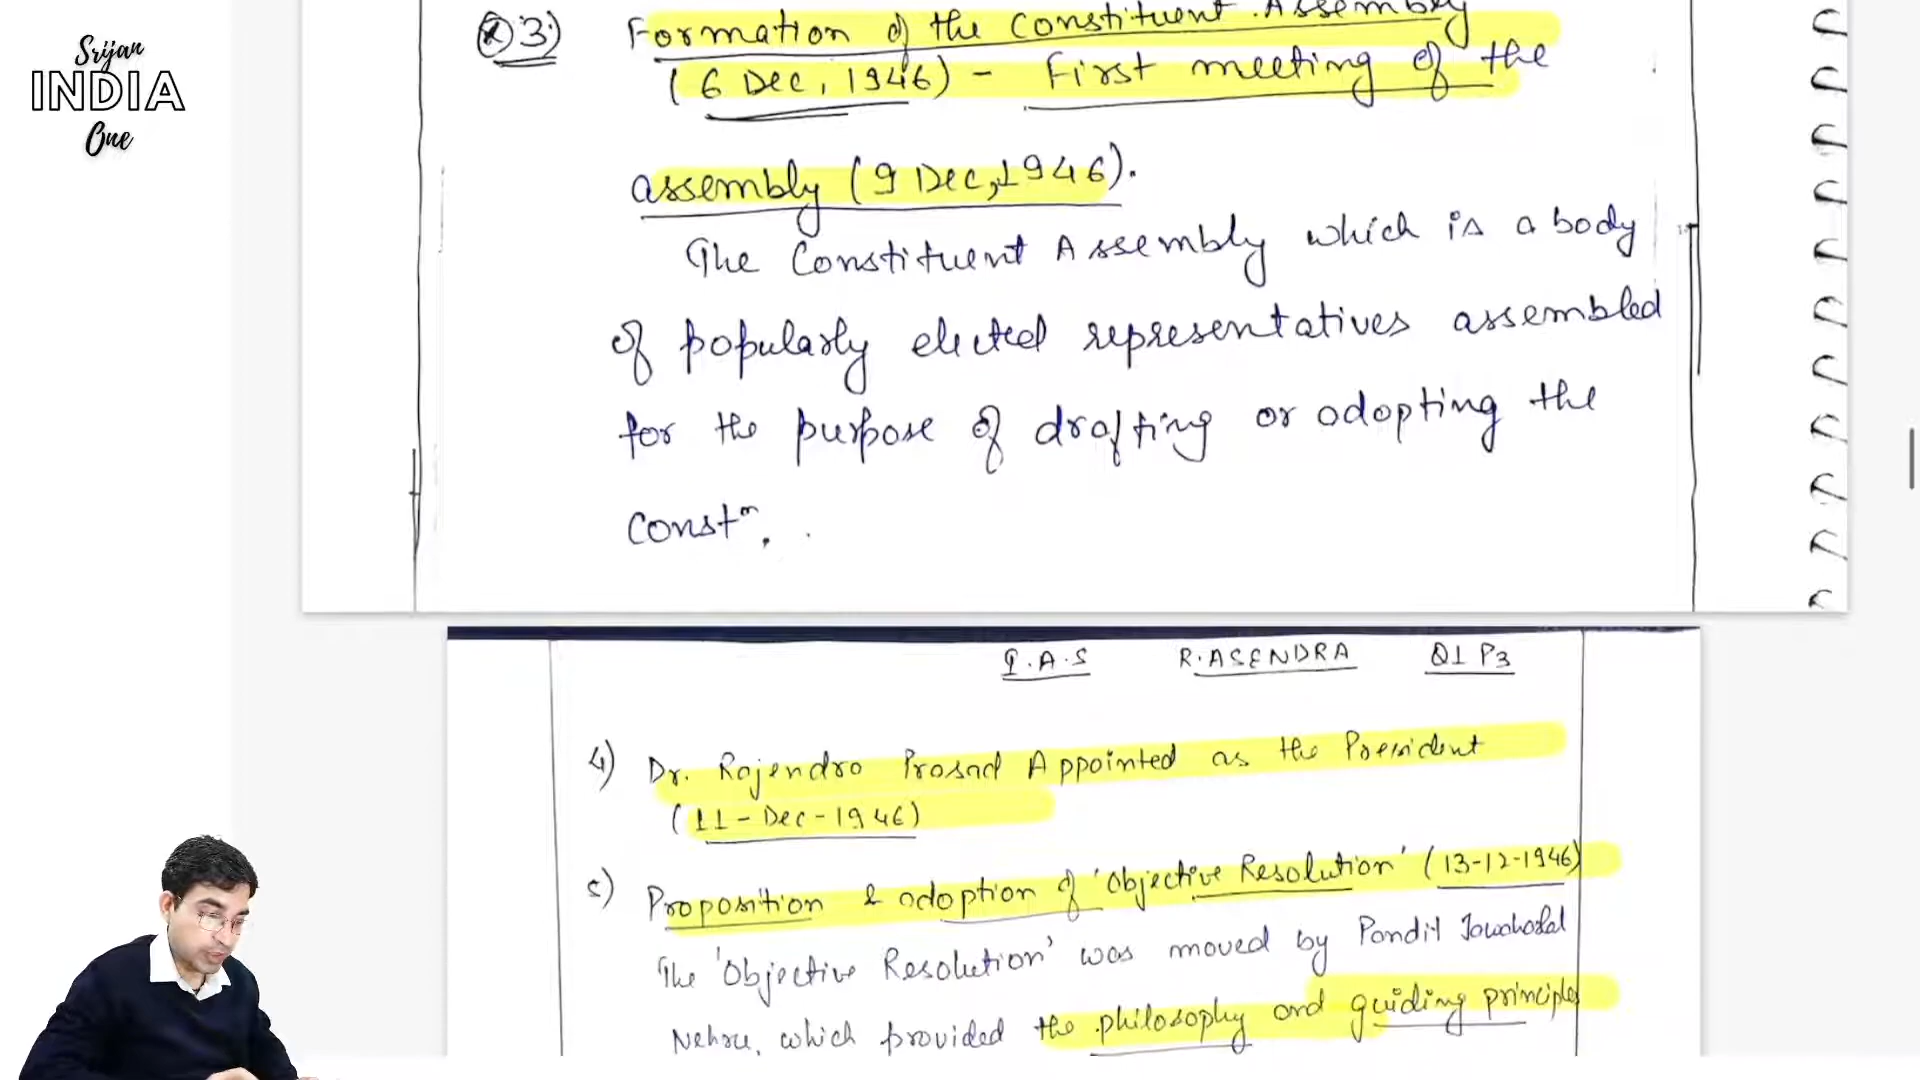 Srijan
INDIA
One
3) Formation of the Constituent Assembly
(6 Dec, 1946) - First meeting of the
assembly (9 Dec, 1946).
The Constituent Assembly which is a body
of popularly elected representatives assembled
for the purpose of drafting or adopting the
Constn.
I.A.S R.ASENDRA Q1 P3
4) Dr. Rajendra Prasad Appointed as the President
(11-Dec-1946)
5) Proposition & adoption of 'Objective Resolution' (13-12-1946)
The 'Objective Resolution' was moved by Pandit Jawaharlal
Nehru, which provided the philosophy and guiding principles